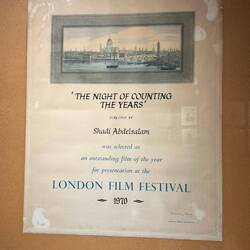 'THE NIGHT OF COUNTING
THE YEARS'
DIRECTED BY
Shadi Abdelsalam
was selected as
an outstanding film of the year
for presentation at the
LONDON FILM FESTIVAL
1970